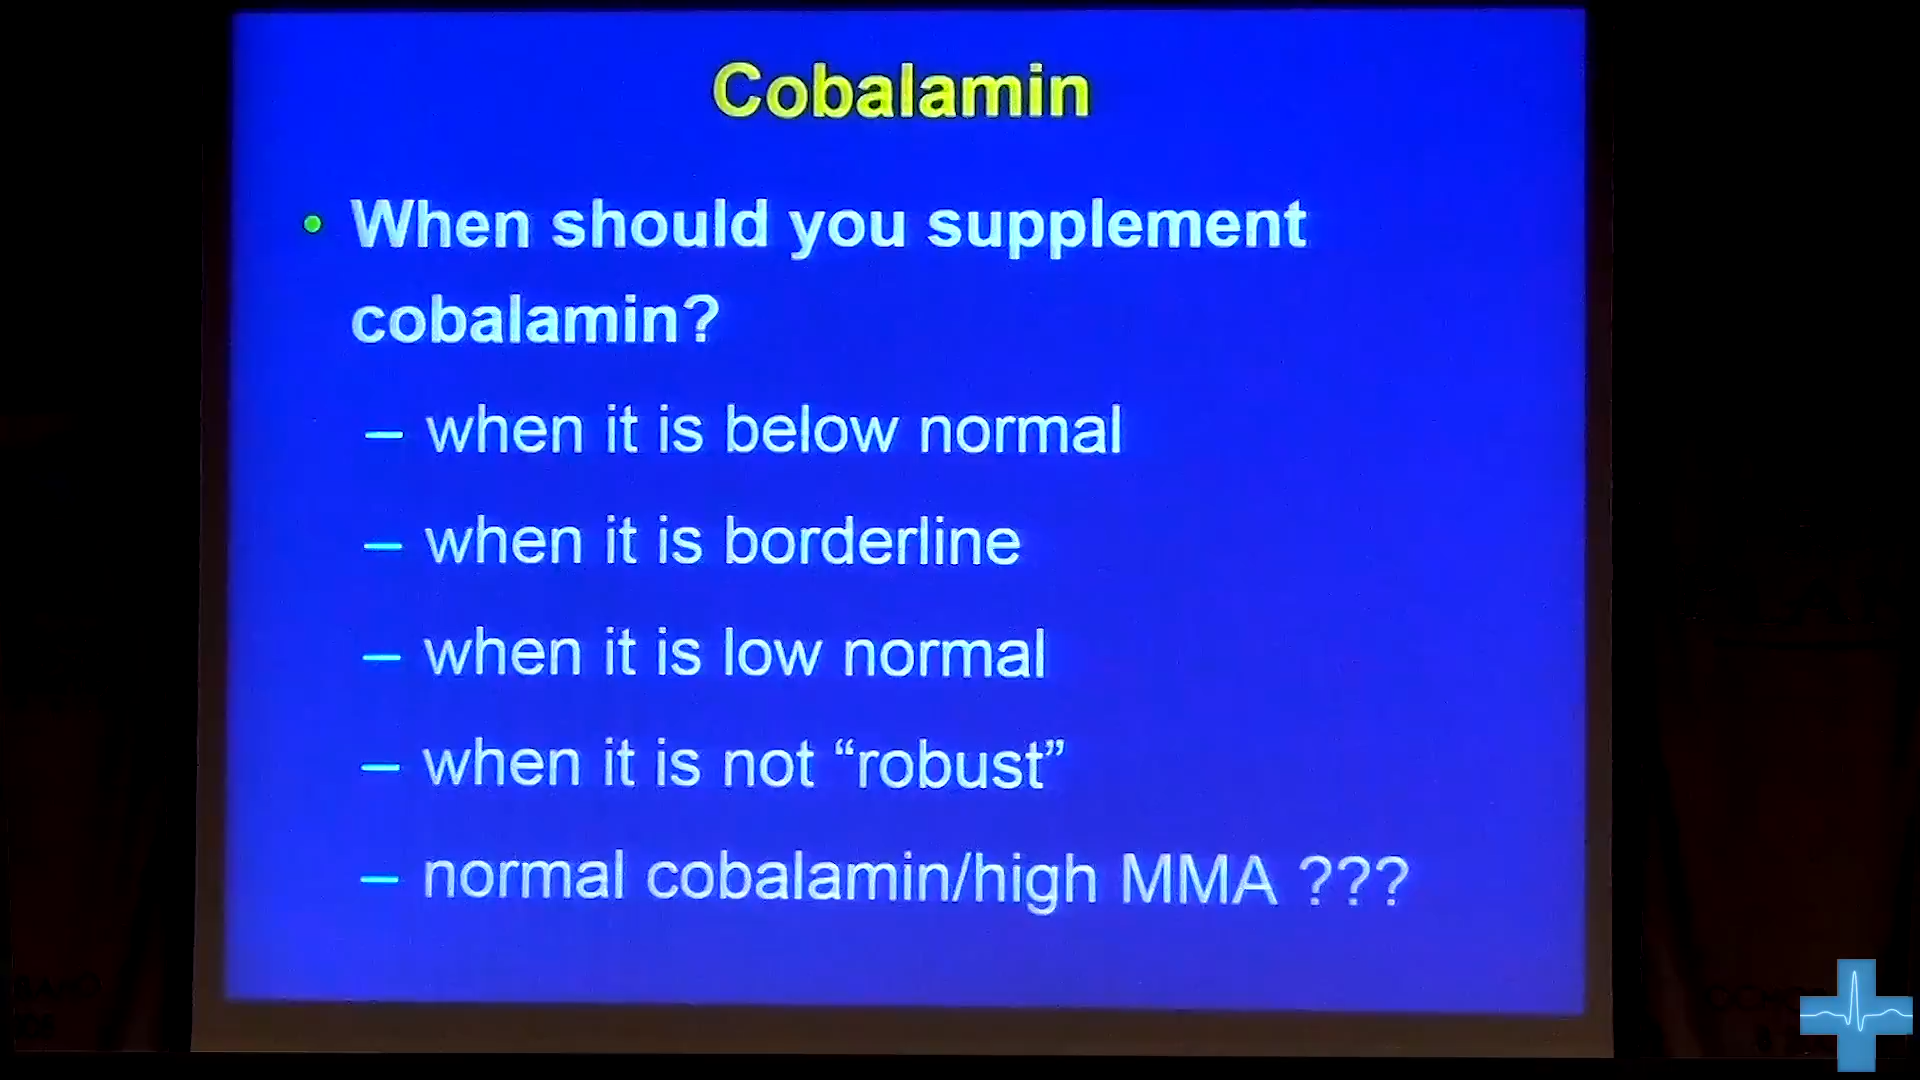 Cobalamin
• When should you supplement
cobalamin?
– when it is below normal
– when it is borderline
– when it is low normal
– when it is not “robust”
– normal cobalamin/high MMA ???